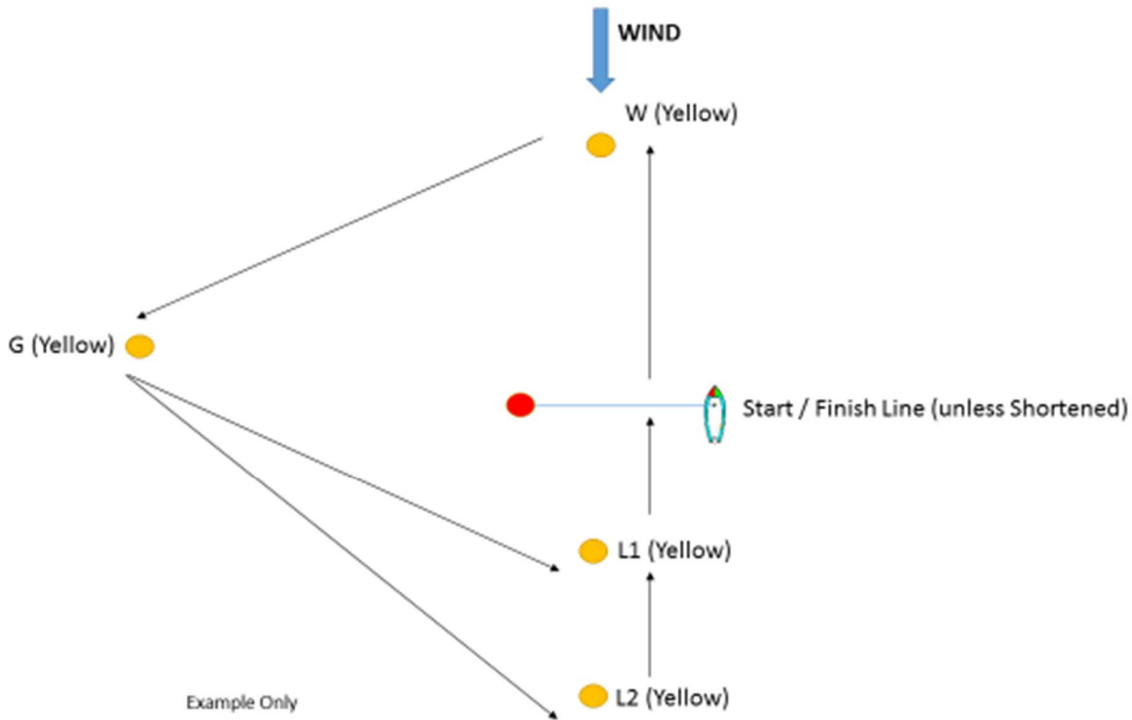 WIND
W (Yellow)
G (Yellow)
Start / Finish Line (unless Shortened)
L1 (Yellow)
L2 (Yellow)
Example Only